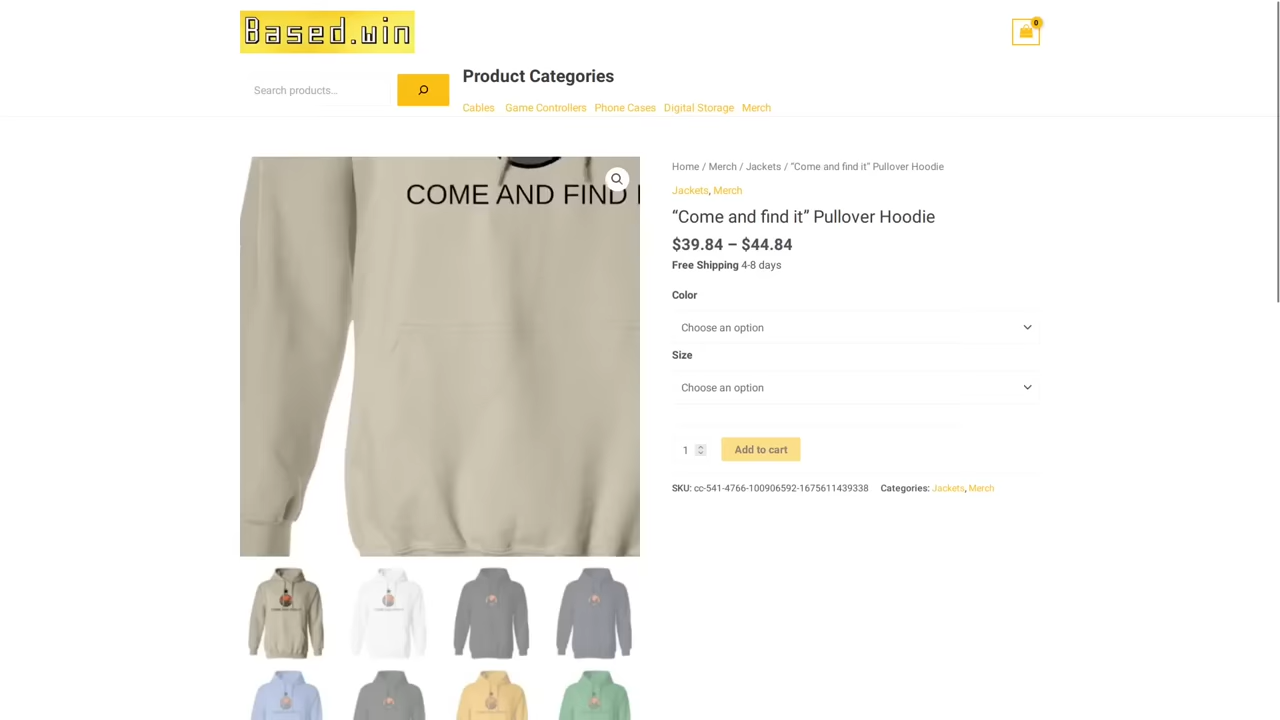 Based.win
0
Search products…
Product Categories
Cables Game Controllers Phone Cases Digital Storage Merch
COME AND FIND
Home / Merch / Jackets / “Come and find it” Pullover Hoodie
Jackets, Merch
“Come and find it” Pullover Hoodie
$39.84 – $44.84
Free Shipping 4-8 days
Color
Choose an option
Size
Choose an option
1 Add to cart
SKU: cc-541-4766-100906592-1675611439338 Categories: Jackets, Merch